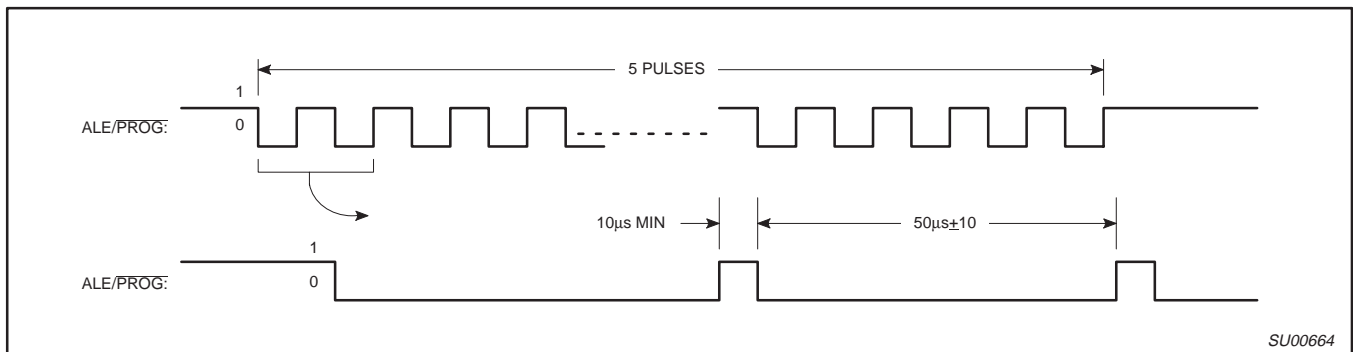 5 PULSES
1
ALE/PROG:
0
10µs MIN
50µs±10
1
ALE/PROG:
0
SU00664